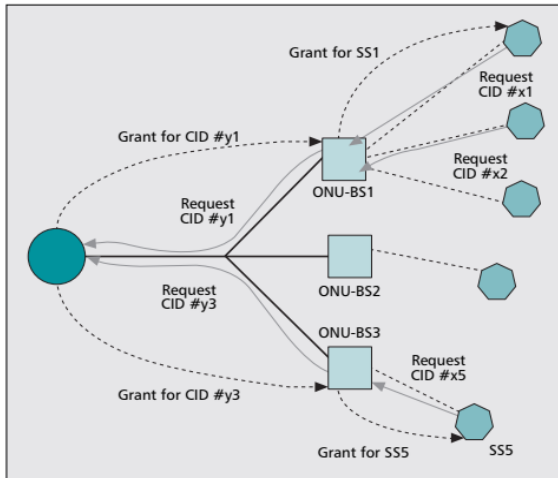 Grant for SS1
Request
CID #x1
Grant for CID #y1
Request
CID #x2
ONU-BS1
Request
CID #y1
ONU-BS2
Request
CID #y3
ONU-BS3
Request
CID #x5
Grant for CID #y3
Grant for SS5
SS5